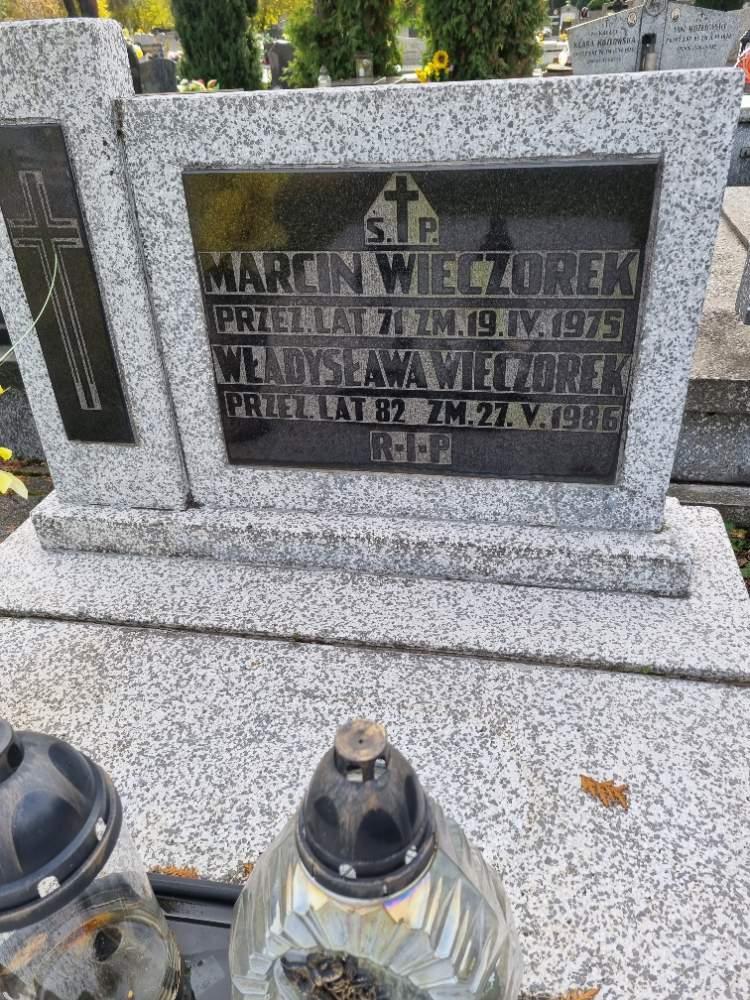 Ś. P.
MARCIN WIECZOREK
PRZEŻ. LAT 71 ZM. 19. IV. 1975
WŁADYSŁAWA WIECZOREK
PRZEŻ. LAT 82 ZM. 27. V. 1986
R-I-P